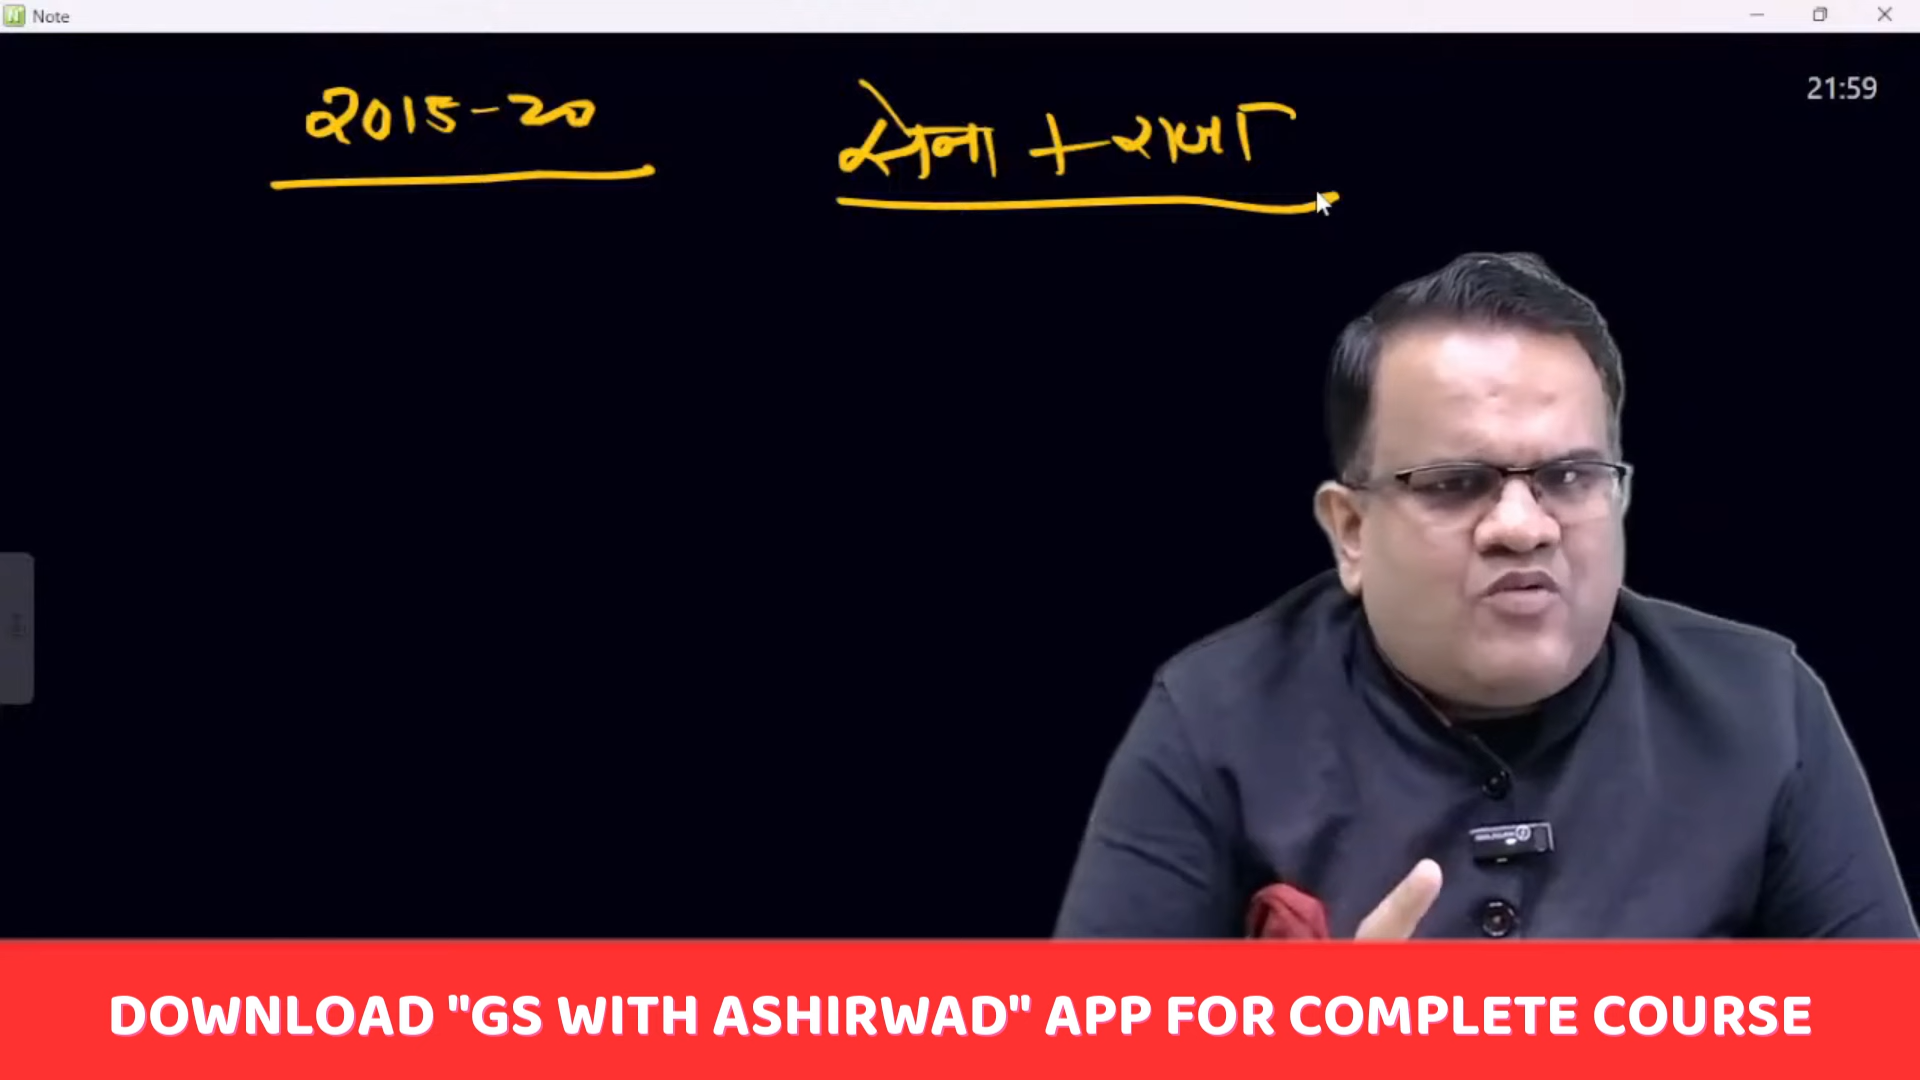 Note
21:59
2015-20
सेना + राजा
DOWNLOAD "GS WITH ASHIRWAD" APP FOR COMPLETE COURSE